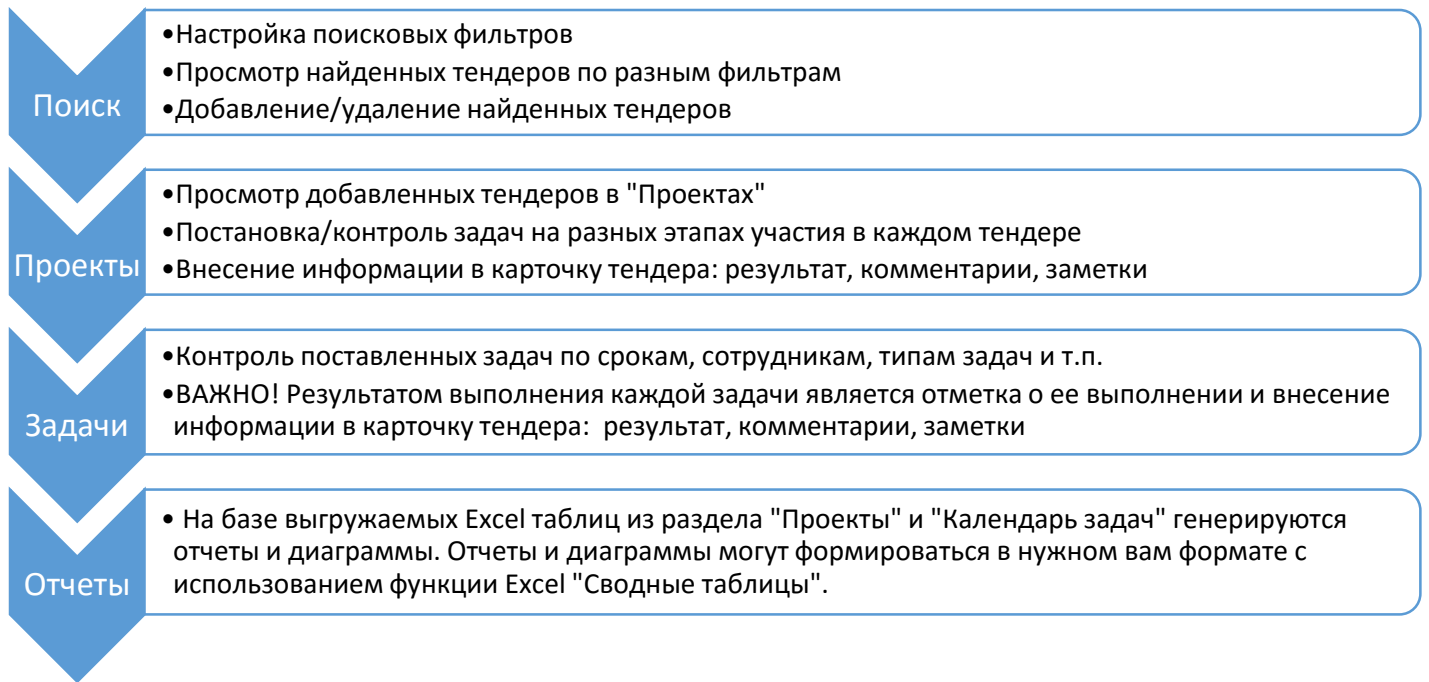 •Настройка поисковых фильтров
•Просмотр найденных тендеров по разным фильтрам
Поиск
•Добавление/удаление найденных тендеров
•Просмотр добавленных тендеров в "Проектах"
•Постановка/контроль задач на разных этапах участия в каждом тендере
Проекты
•Внесение информации в карточку тендера: результат, комментарии, заметки
•Контроль поставленных задач по срокам, сотрудникам, типам задач и т.п.
•ВАЖНО! Результатом выполнения каждой задачи является отметка о ее выполнении и внесение
Задачи
информации в карточку тендера:  результат, комментарии, заметки
• На базе выгружаемых Excel таблиц из раздела "Проекты" и "Календарь задач" генерируются
отчеты и диаграммы. Отчеты и диаграммы могут формироваться в нужном вам формате с
Отчеты
использованием функции Excel "Сводные таблицы".